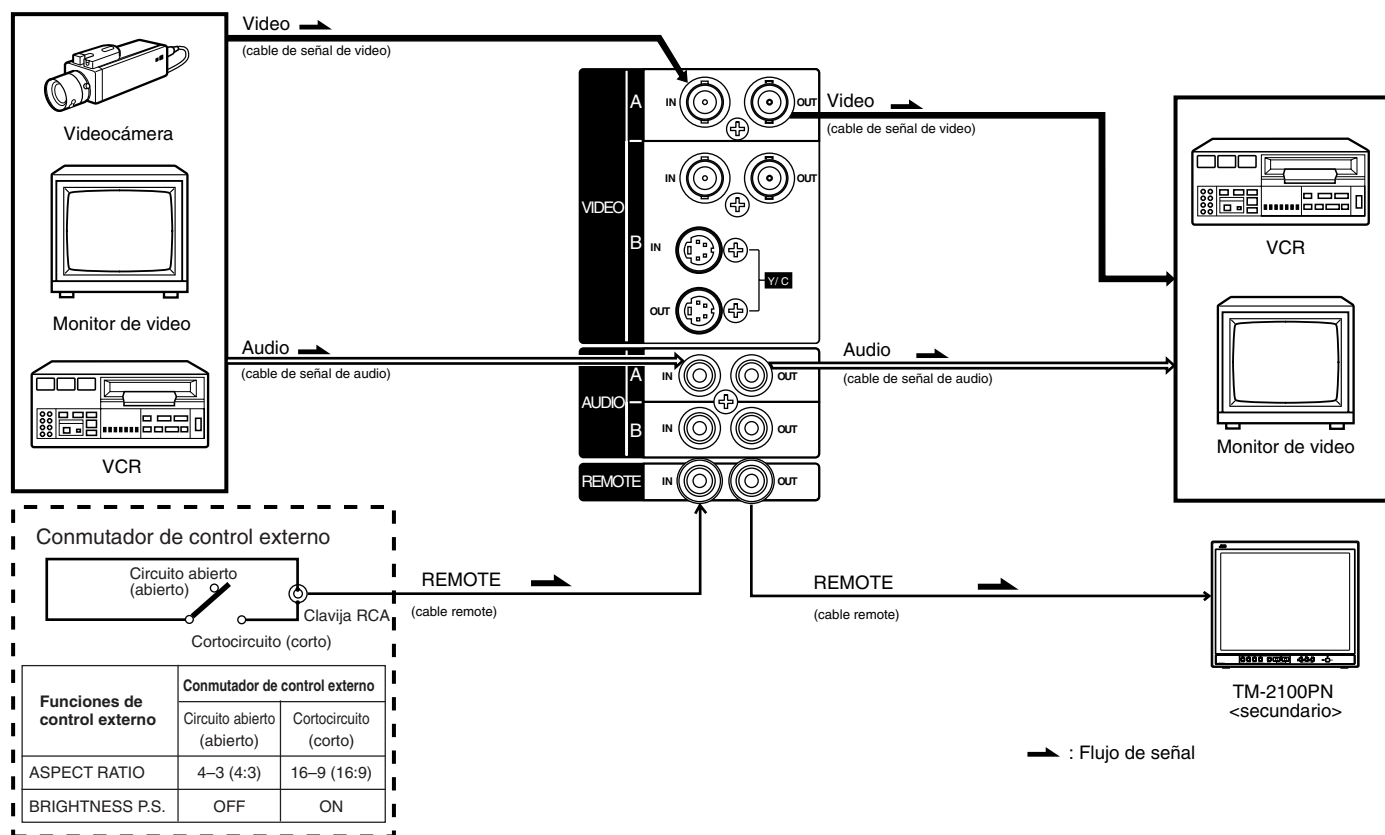 Video
(cable de señal de video)
Videocámera
Monitor de video
Audio
(cable de señal de audio)
VCR
VIDEO
A
IN
OUT
B
IN
OUT
IN
OUT
Y/C
AUDIO
A
IN
OUT
B
IN
OUT
REMOTE
IN
OUT
Video
(cable de señal de video)
Audio
(cable de señal de audio)
VCR
Monitor de video
Conmutador de control externo
Circuito abierto
(abierto)
Clavija RCA
Cortocircuito (corto)
REMOTE
(cable remote)
REMOTE
(cable remote)
Funciones de
control externo
Conmutador de control externo
Circuito abierto
(abierto)
Cortocircuito
(corto)
ASPECT RATIO
4–3 (4:3)
16–9 (16:9)
BRIGHTNESS P.S.
OFF
ON
TM-2100PN
<secundario>
: Flujo de señal